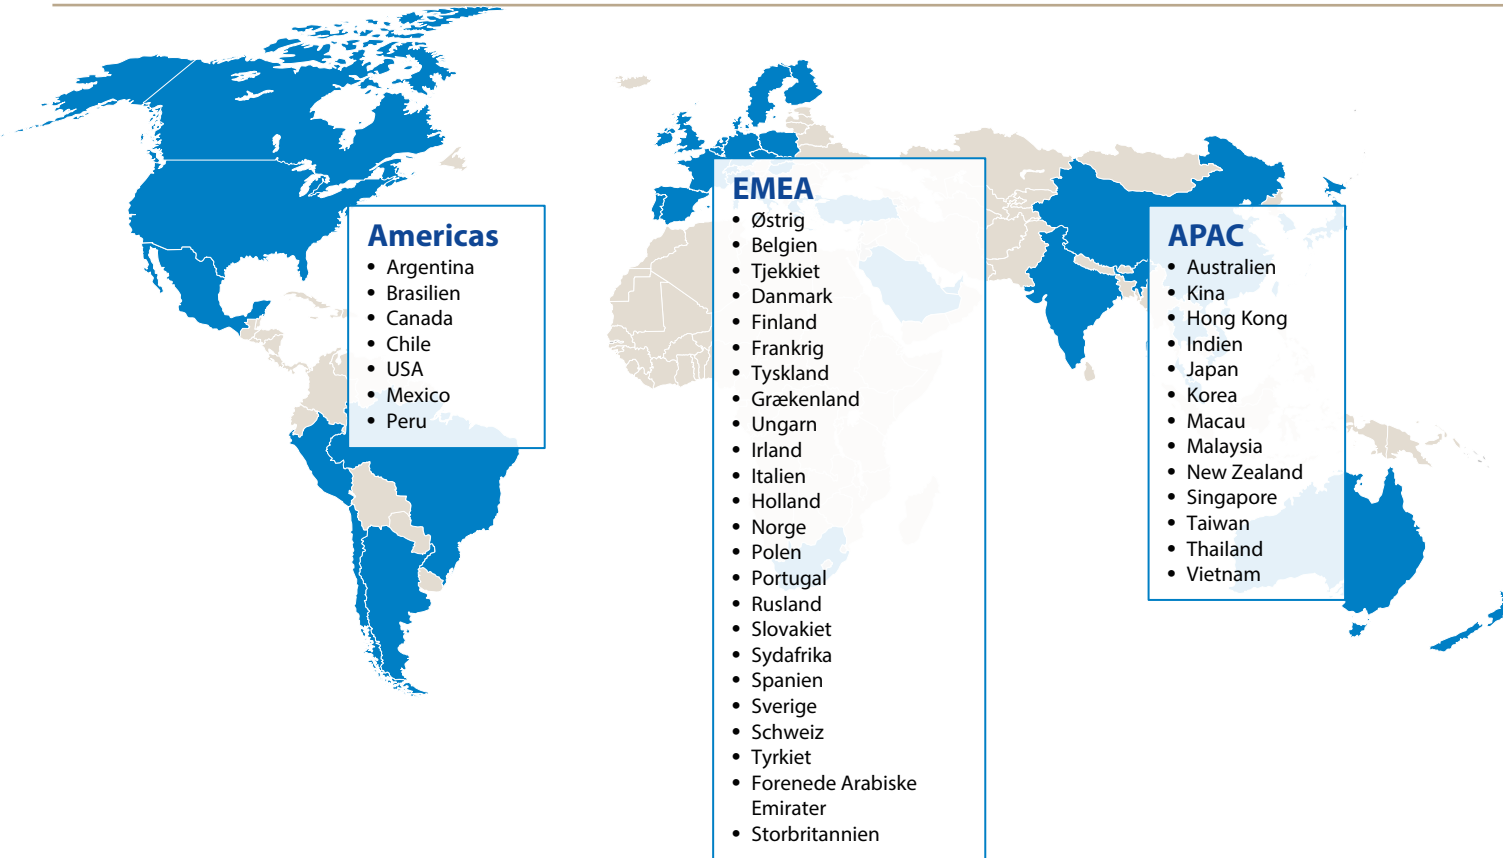 Americas
• Argentina
• Brasilien
• Canada
• Chile
• USA
• Mexico
• Peru
EMEA
• Østrig
• Belgien
• Tjekkiet
• Danmark
• Finland
• Frankrig
• Tyskland
• Grækenland
• Ungarn
• Irland
• Italien
• Holland
• Norge
• Polen
• Portugal
• Rusland
• Slovakiet
• Sydafrika
• Spanien
• Sverige
• Schweiz
• Tyrkiet
• Forenede Arabiske
Emirater
• Storbritannien
APAC
• Australien
• Kina
• Hong Kong
• Indien
• Japan
• Korea
• Macau
• Malaysia
• New Zealand
• Singapore
• Taiwan
• Thailand
• Vietnam